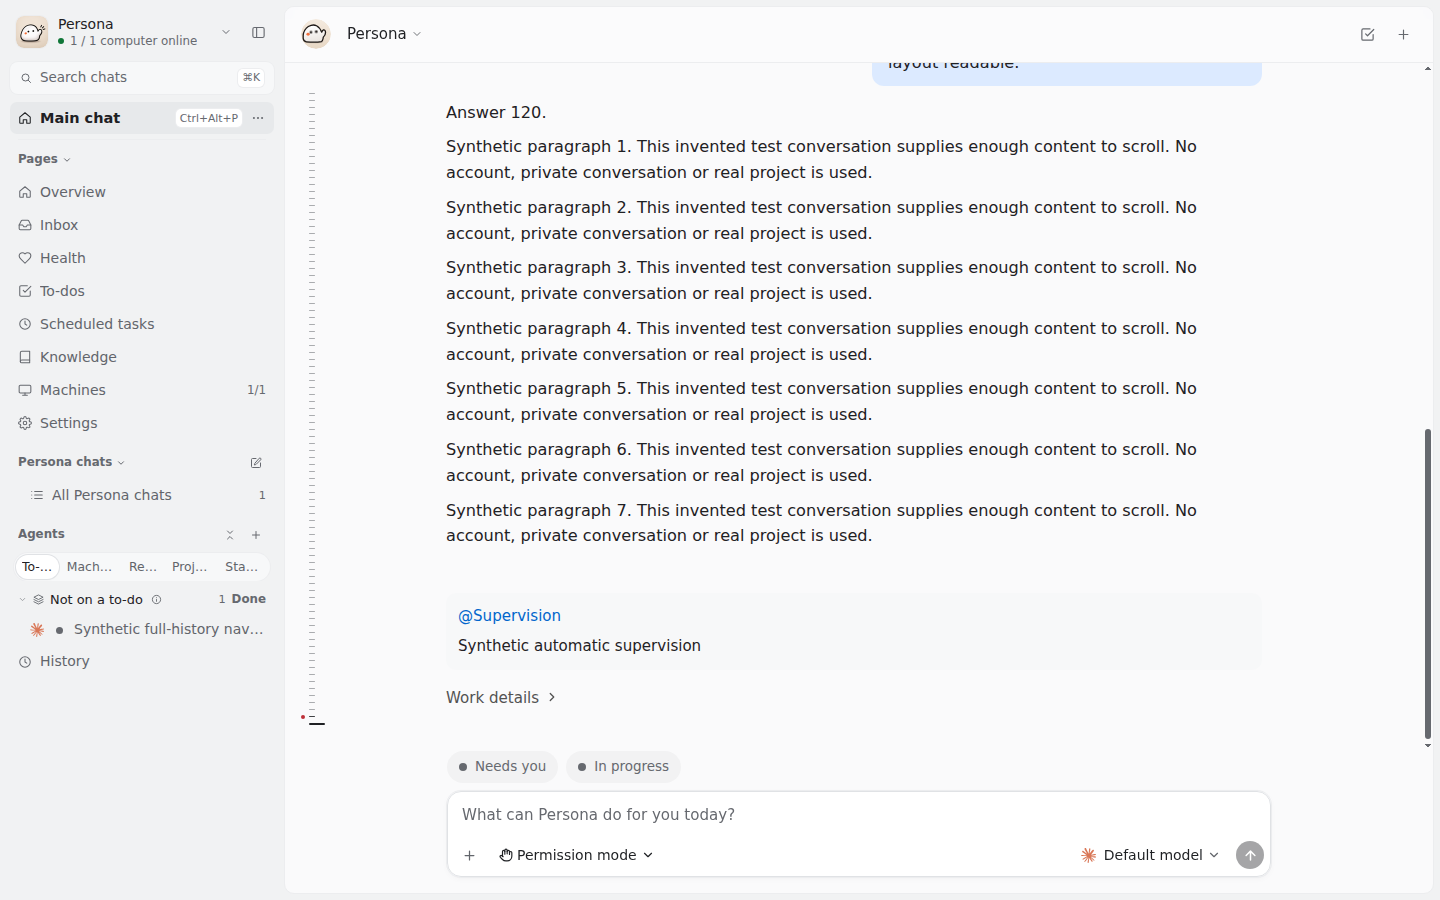 Persona
1 / 1 computer online
Search chats
⌘K
Main chat
Ctrl+Alt+P
Pages
Overview
Inbox
Health
To-dos
Scheduled tasks
Knowledge
Machines
1/1
Settings
Persona chats
All Persona chats
1
Agents
To-...
Mach...
Re...
Proj...
Sta...
Not on a to-do
1 Done
Synthetic full-history nav...
History
Persona
layout readable.
Answer 120.
Synthetic paragraph 1. This invented test conversation supplies enough content to scroll. No
account, private conversation or real project is used.
Synthetic paragraph 2. This invented test conversation supplies enough content to scroll. No
account, private conversation or real project is used.
Synthetic paragraph 3. This invented test conversation supplies enough content to scroll. No
account, private conversation or real project is used.
Synthetic paragraph 4. This invented test conversation supplies enough content to scroll. No
account, private conversation or real project is used.
Synthetic paragraph 5. This invented test conversation supplies enough content to scroll. No
account, private conversation or real project is used.
Synthetic paragraph 6. This invented test conversation supplies enough content to scroll. No
account, private conversation or real project is used.
Synthetic paragraph 7. This invented test conversation supplies enough content to scroll. No
account, private conversation or real project is used.
@Supervision
Synthetic automatic supervision
Work details
Needs you
In progress
What can Persona do for you today?
Permission mode
Default model